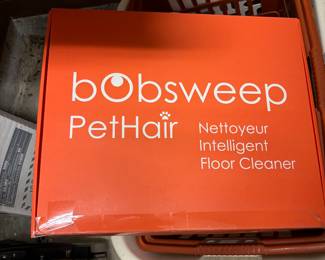 bObsweep
PetHair Nettoyeur
Intelligent
Floor Cleaner